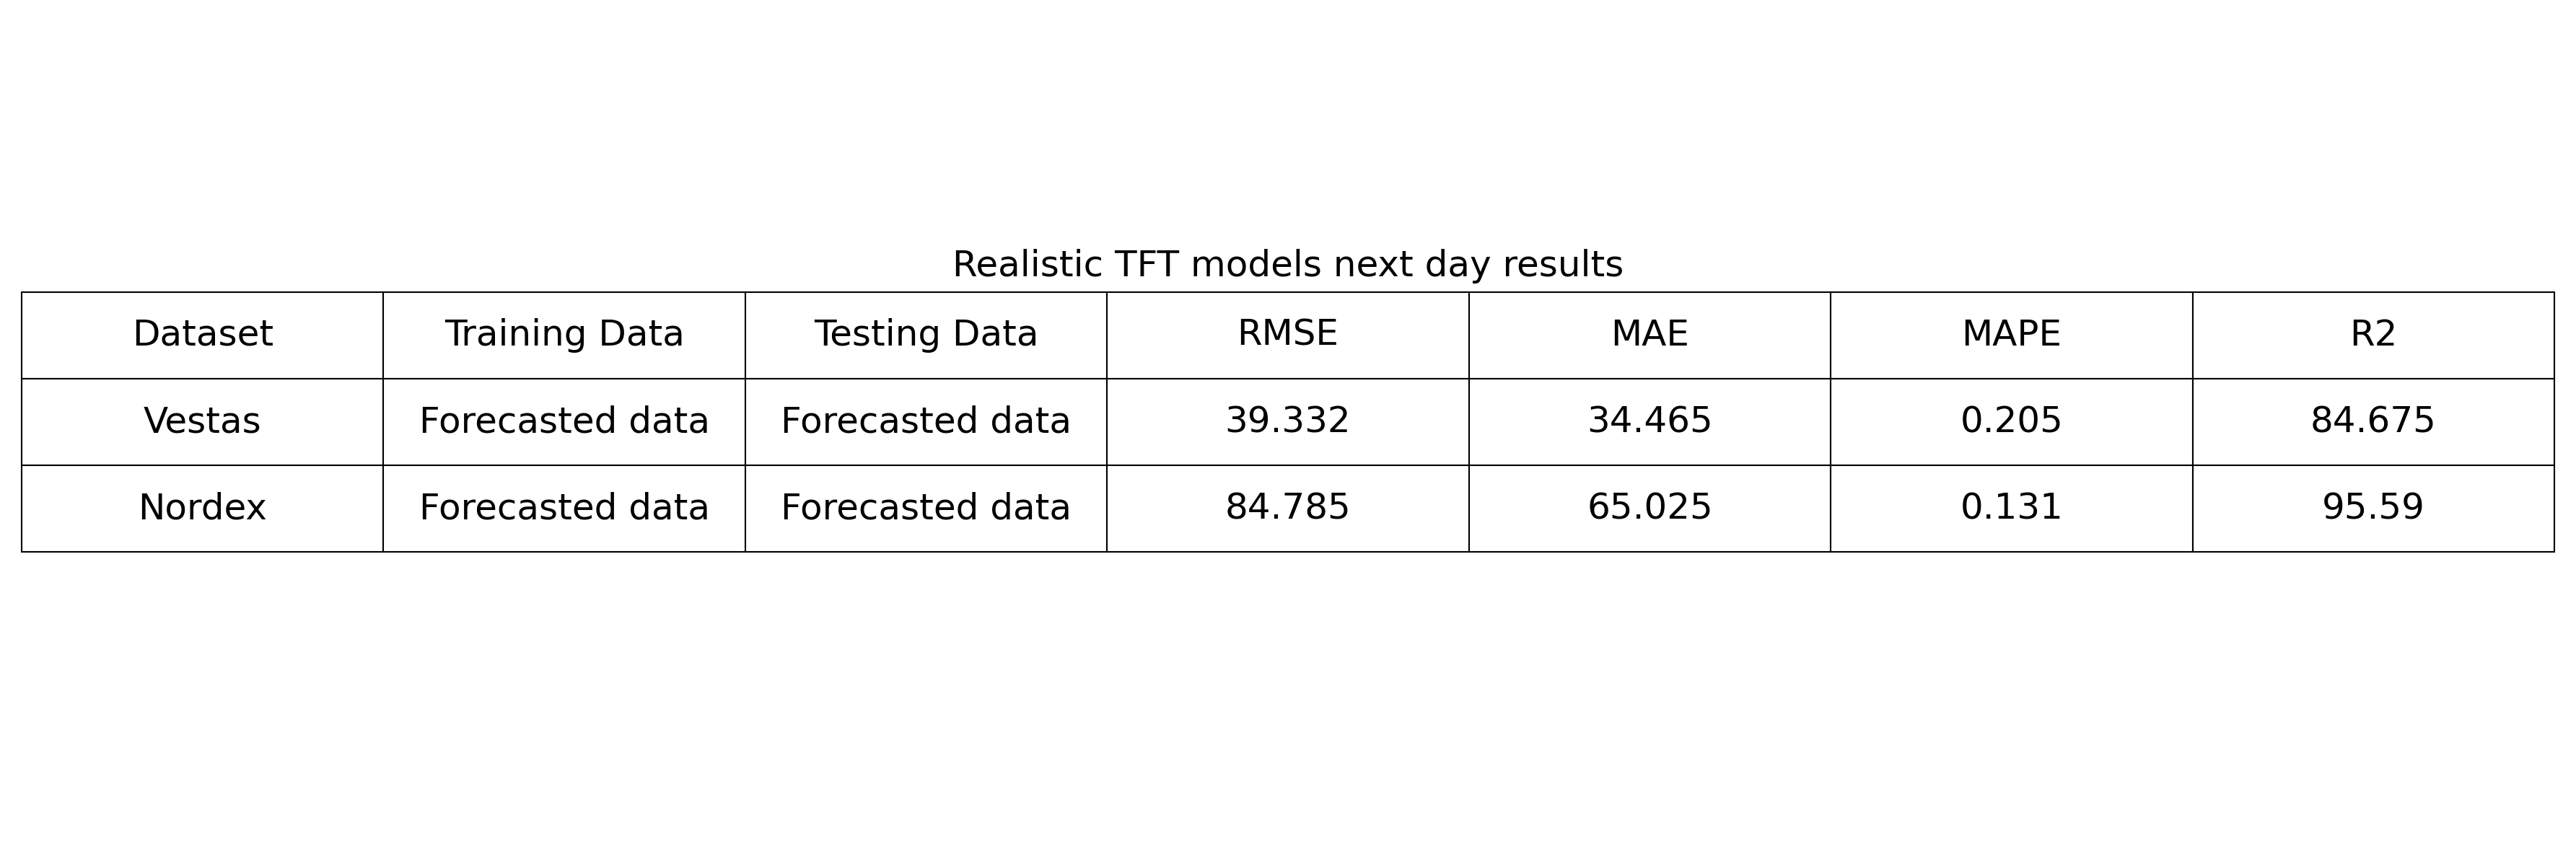 Realistic TFT models next day results
Dataset Training Data Testing Data RMSE MAE MAPE R2
Vestas Forecasted data Forecasted data 39.332 34.465 0.205 84.675
Nordex Forecasted data Forecasted data 84.785 65.025 0.131 95.59